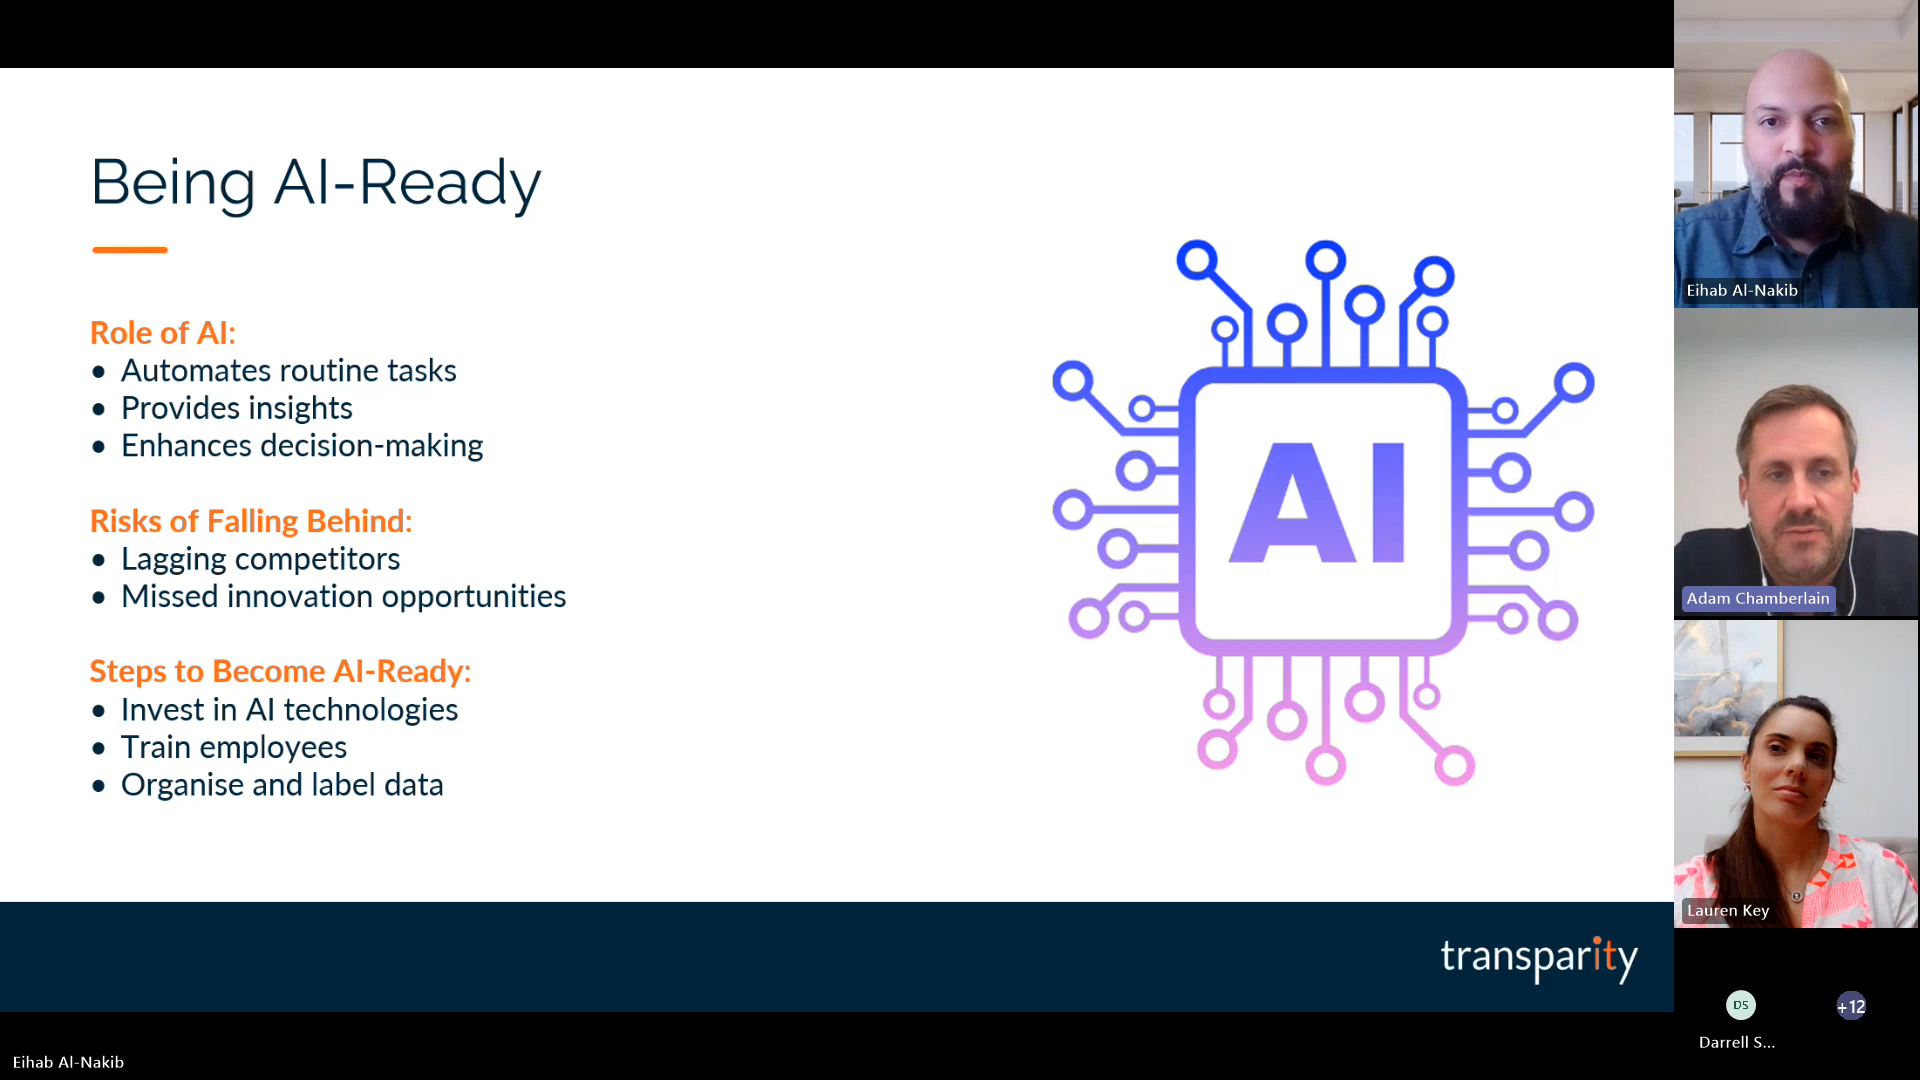 Being AI-Ready
Role of AI:
• Automates routine tasks
• Provides insights
• Enhances decision-making
Risks of Falling Behind:
• Lagging competitors
• Missed innovation opportunities
Steps to Become AI-Ready:
• Invest in AI technologies
• Train employees
• Organise and label data
AI
transparity
Eihab Al-Nakib
Eihab Al-Nakib
Adam Chamberlain
Lauren Key
DS
+12
Darrell S...